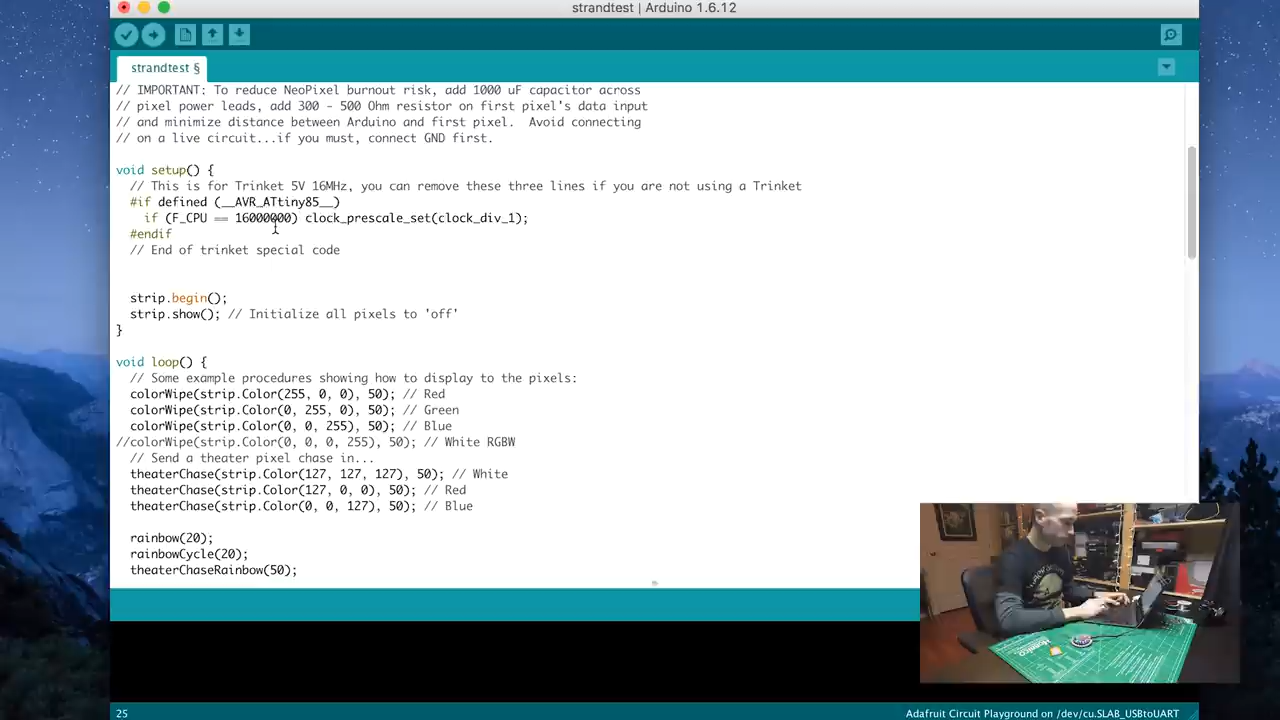 strandtest | Arduino 1.6.12
strandtest §
// IMPORTANT: To reduce NeoPixel burnout risk, add 1000 uF capacitor across
// pixel power leads, add 300 - 500 Ohm resistor on first pixel's data input
// and minimize distance between Arduino and first pixel.  Avoid connecting
// on a live circuit...if you must, connect GND first.
void setup() {
// This is for Trinket 5V 16MHz, you can remove these three lines if you are not using a Trinket
#if defined (__AVR_ATtiny85__)
if (F_CPU == 16000000) clock_prescale_set(clock_div_1);
#endif
// End of trinket special code
strip.begin();
strip.show(); // Initialize all pixels to 'off'
}
void loop() {
// Some example procedures showing how to display to the pixels:
colorWipe(strip.Color(255, 0, 0), 50); // Red
colorWipe(strip.Color(0, 255, 0), 50); // Green
colorWipe(strip.Color(0, 0, 255), 50); // Blue
//colorWipe(strip.Color(0, 0, 0, 255), 50); // White RGBW
// Send a theater pixel chase in...
theaterChase(strip.Color(127, 127, 127), 50); // White
theaterChase(strip.Color(127, 0, 0), 50); // Red
theaterChase(strip.Color(0, 0, 127), 50); // Blue
rainbow(20);
rainbowCycle(20);
theaterChaseRainbow(50);
25
Adafruit Circuit Playground on /dev/cu.SLAB_USBtoUART